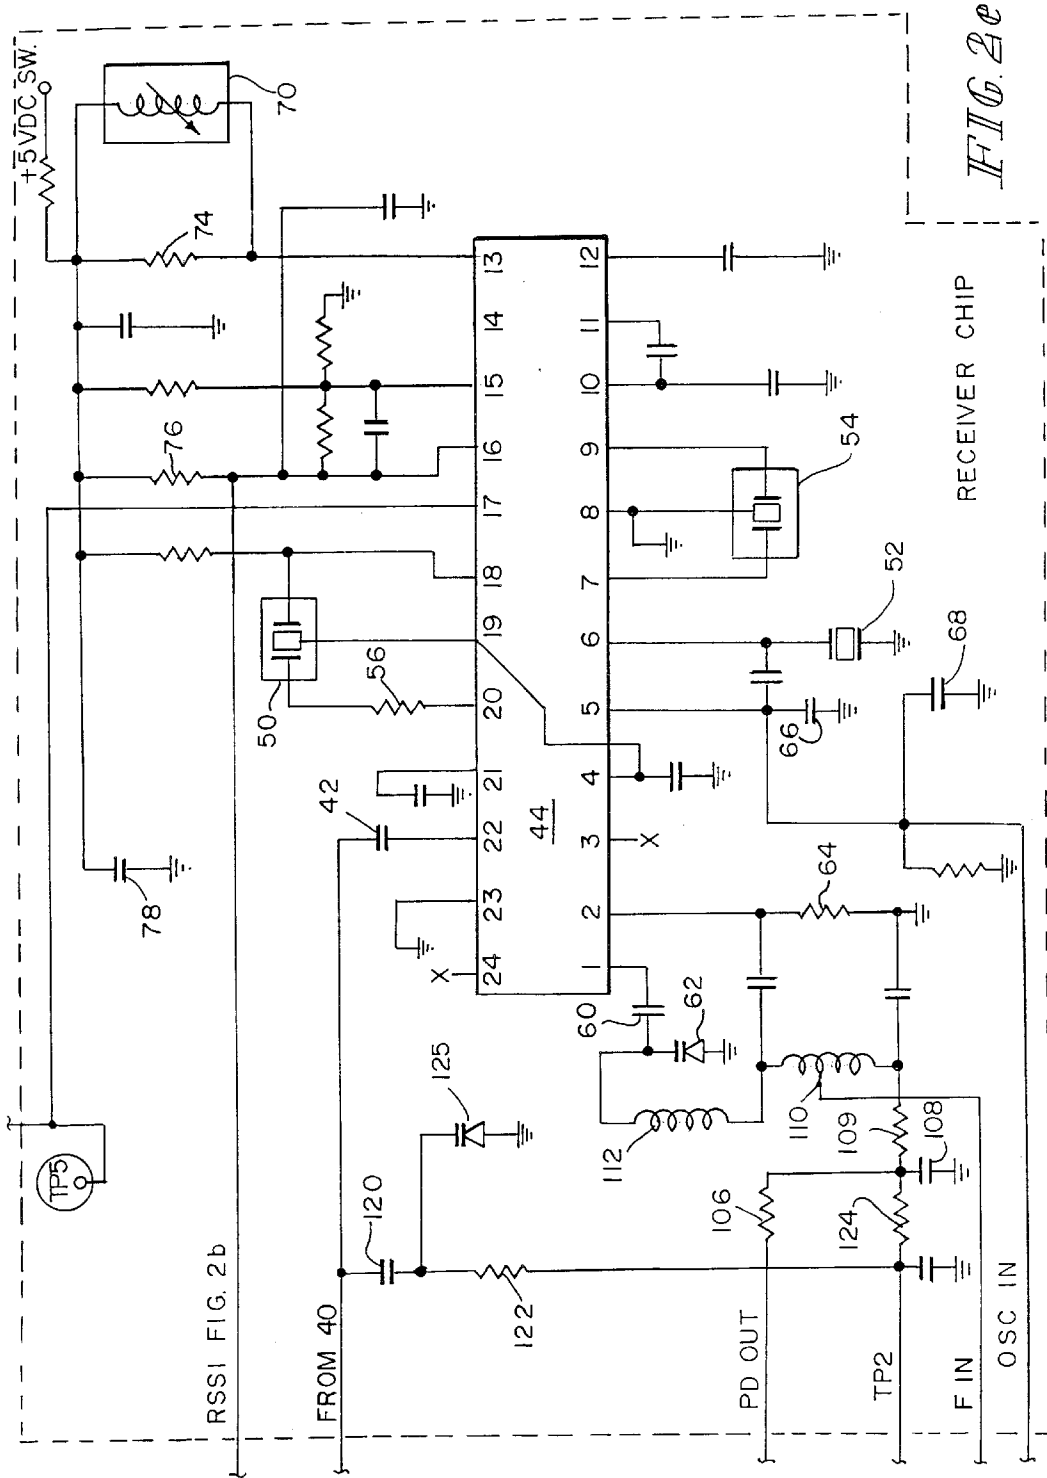 +5VDC SW.
70
74
76
78
50
56
42
TP5
RSSI FIG. 2b
FROM 40
120
125
122
24 23 22 21 20 19 18 17 16 15 14 13
44
1 2 3 4 5 6 7 8 9 10 11 12
X
X
60
62
112
110
64
66
68
52
54
106
109
108
124
PD OUT
TP2
F IN
OSC IN
RECEIVER CHIP
FIG. 2e